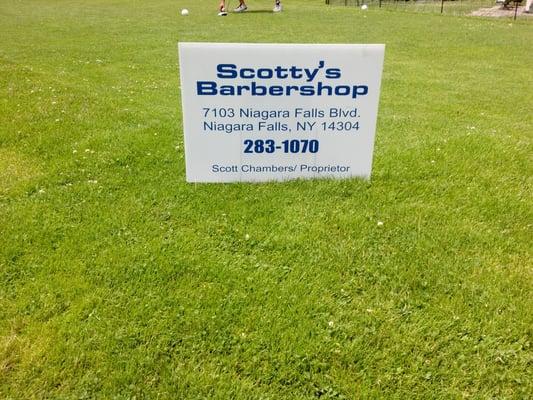 Scotty's
Barbershop
7103 Niagara Falls Blvd.
Niagara Falls, NY 14304
283-1070
Scott Chambers/ Proprietor